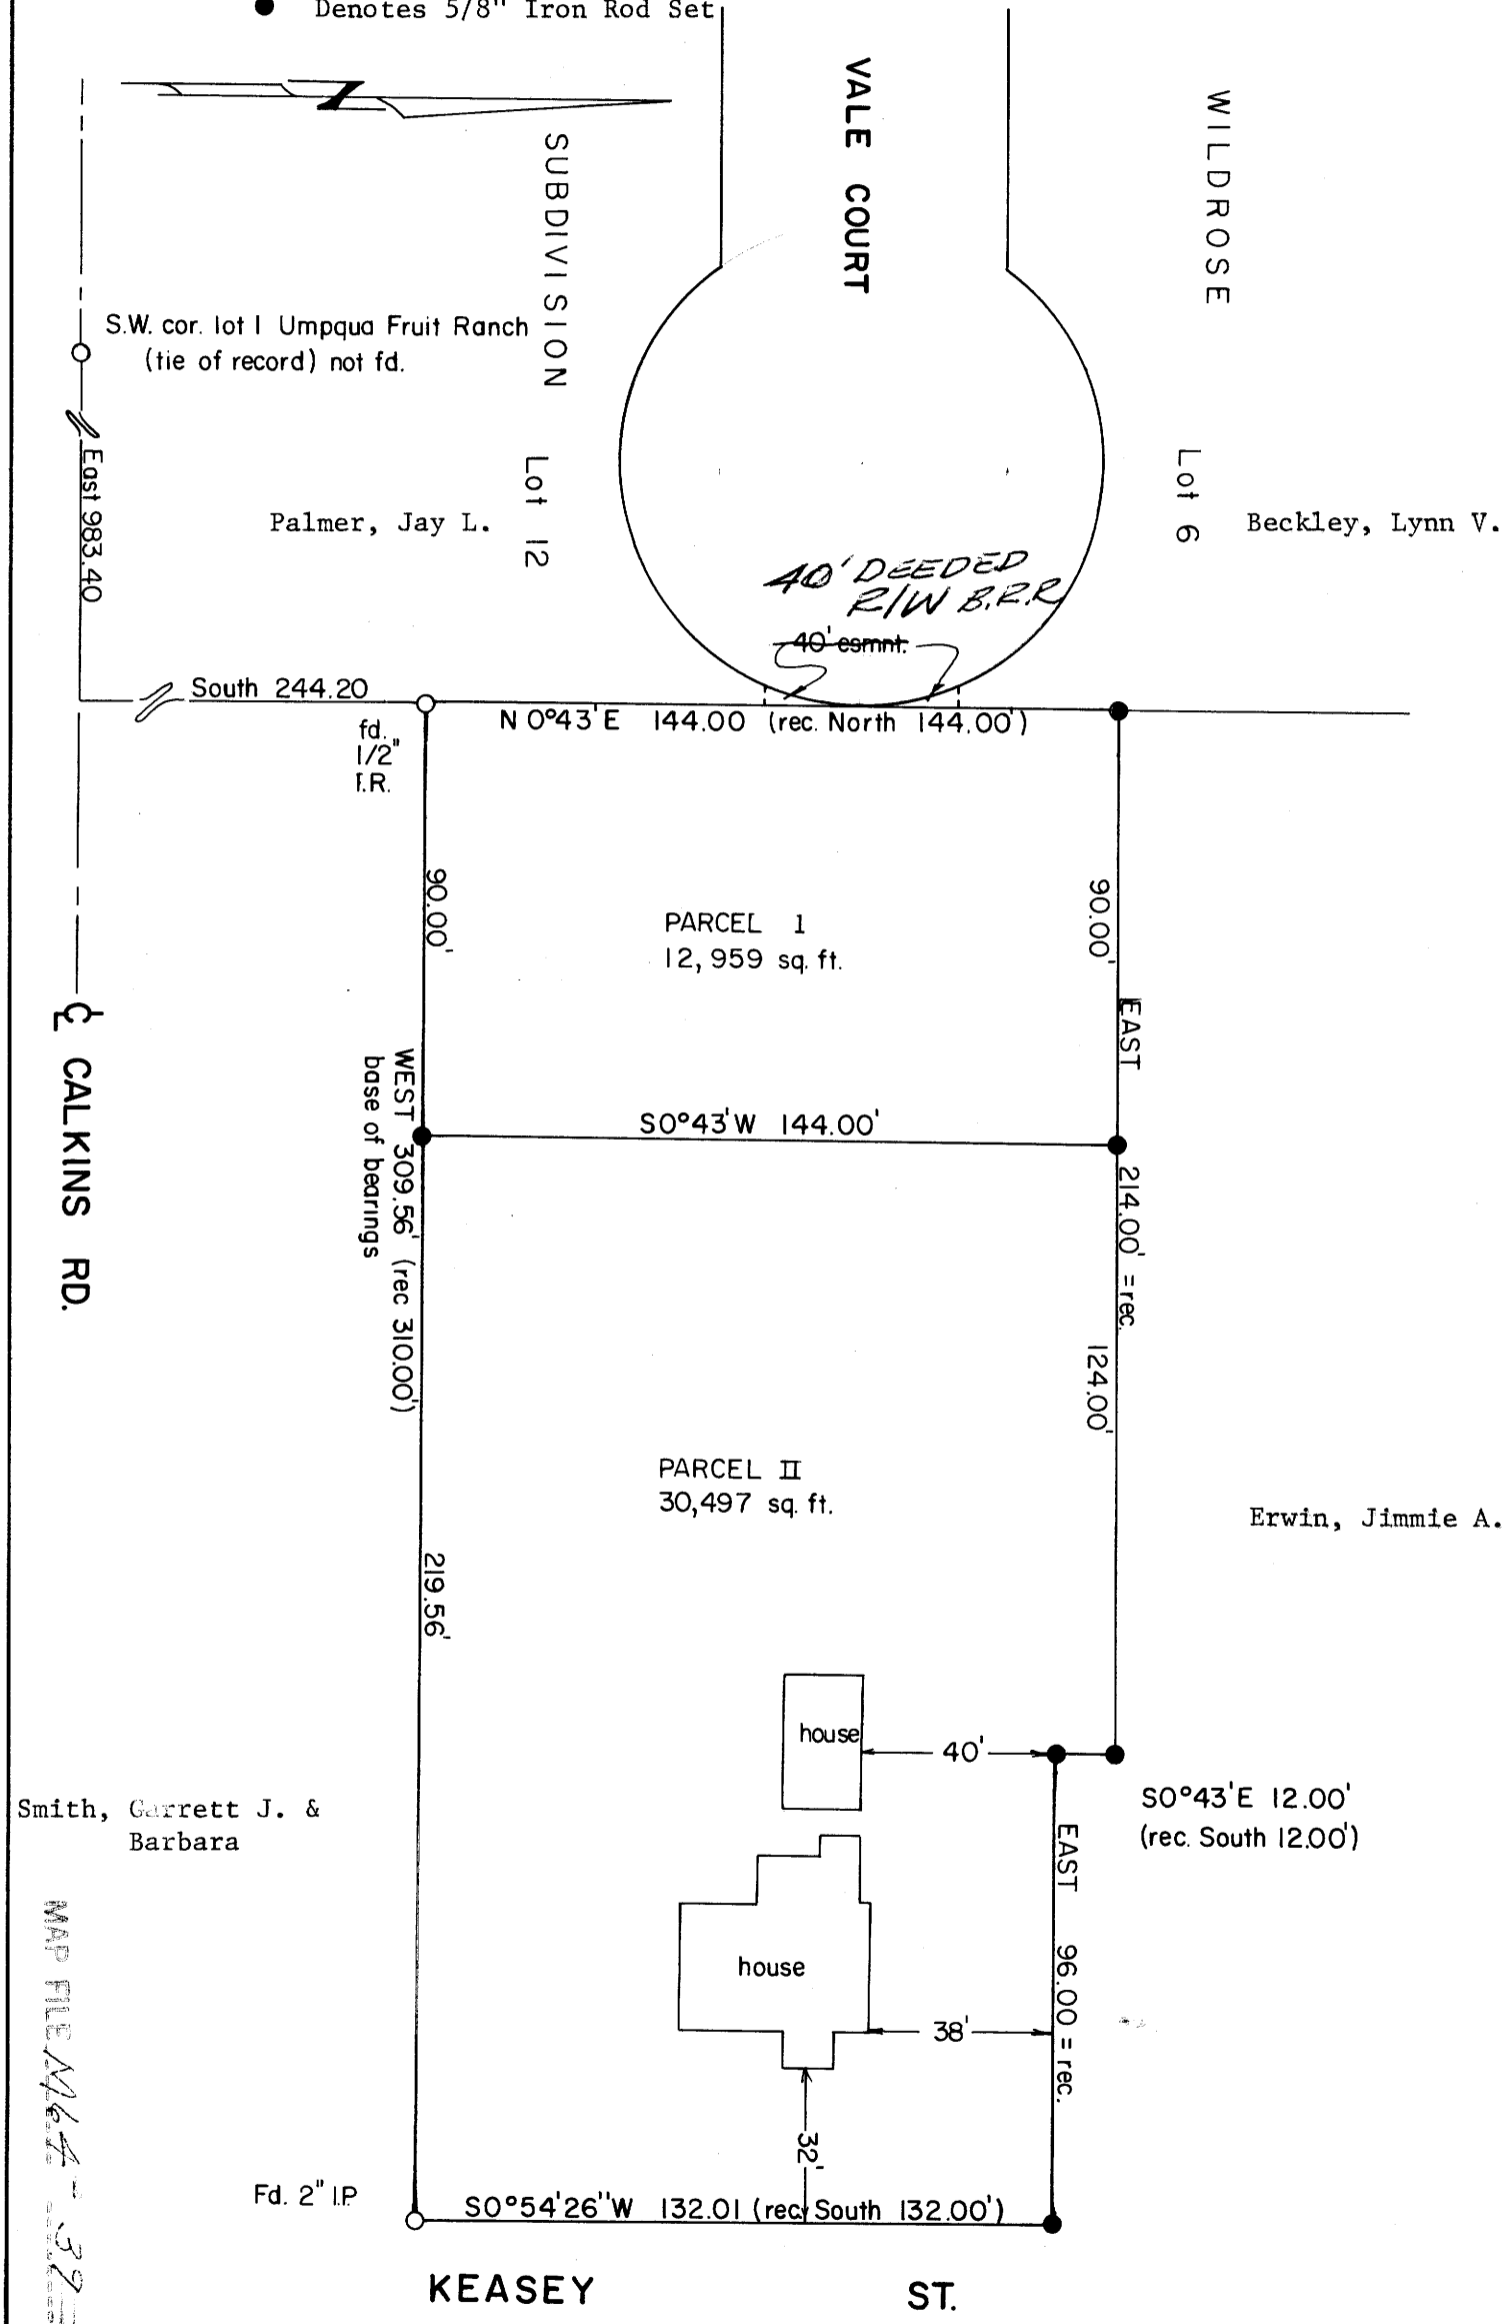 Denotes 5/8" Iron Rod Set
VALE COURT
WILDROSE
SUBDIVISION
S.W. cor. lot 1 Umpqua Fruit Ranch
(tie of record) not fd.
East 983.40
Palmer, Jay L.
Lot 12
Lot 6
Beckley, Lynn V.
40' DEEDED
R/W B.R.R.
40' esmnt.
South 244.20
N 0°43'E 144.00 (rec. North 144.00')
fd.
1/2"
I.R.
90.00'
90.00'
PARCEL I
12,959 sq. ft.
EAST
℄ CALKINS RD.
WEST 309.56' (rec 310.00')
base of bearings
S0°43'W 144.00'
214.00' = rec.
124.00'
PARCEL II
30,497 sq. ft.
Erwin, Jimmie A.
219.56'
house
40'
S0°43'E 12.00'
(rec. South 12.00')
Smith, Garrett J. &
Barbara
EAST 96.00 = rec.
house
38'
32'
MAP FILE M64-39
Fd. 2" I.P
S0°54'26"W 132.01 (rec. South 132.00')
KEASEY ST.